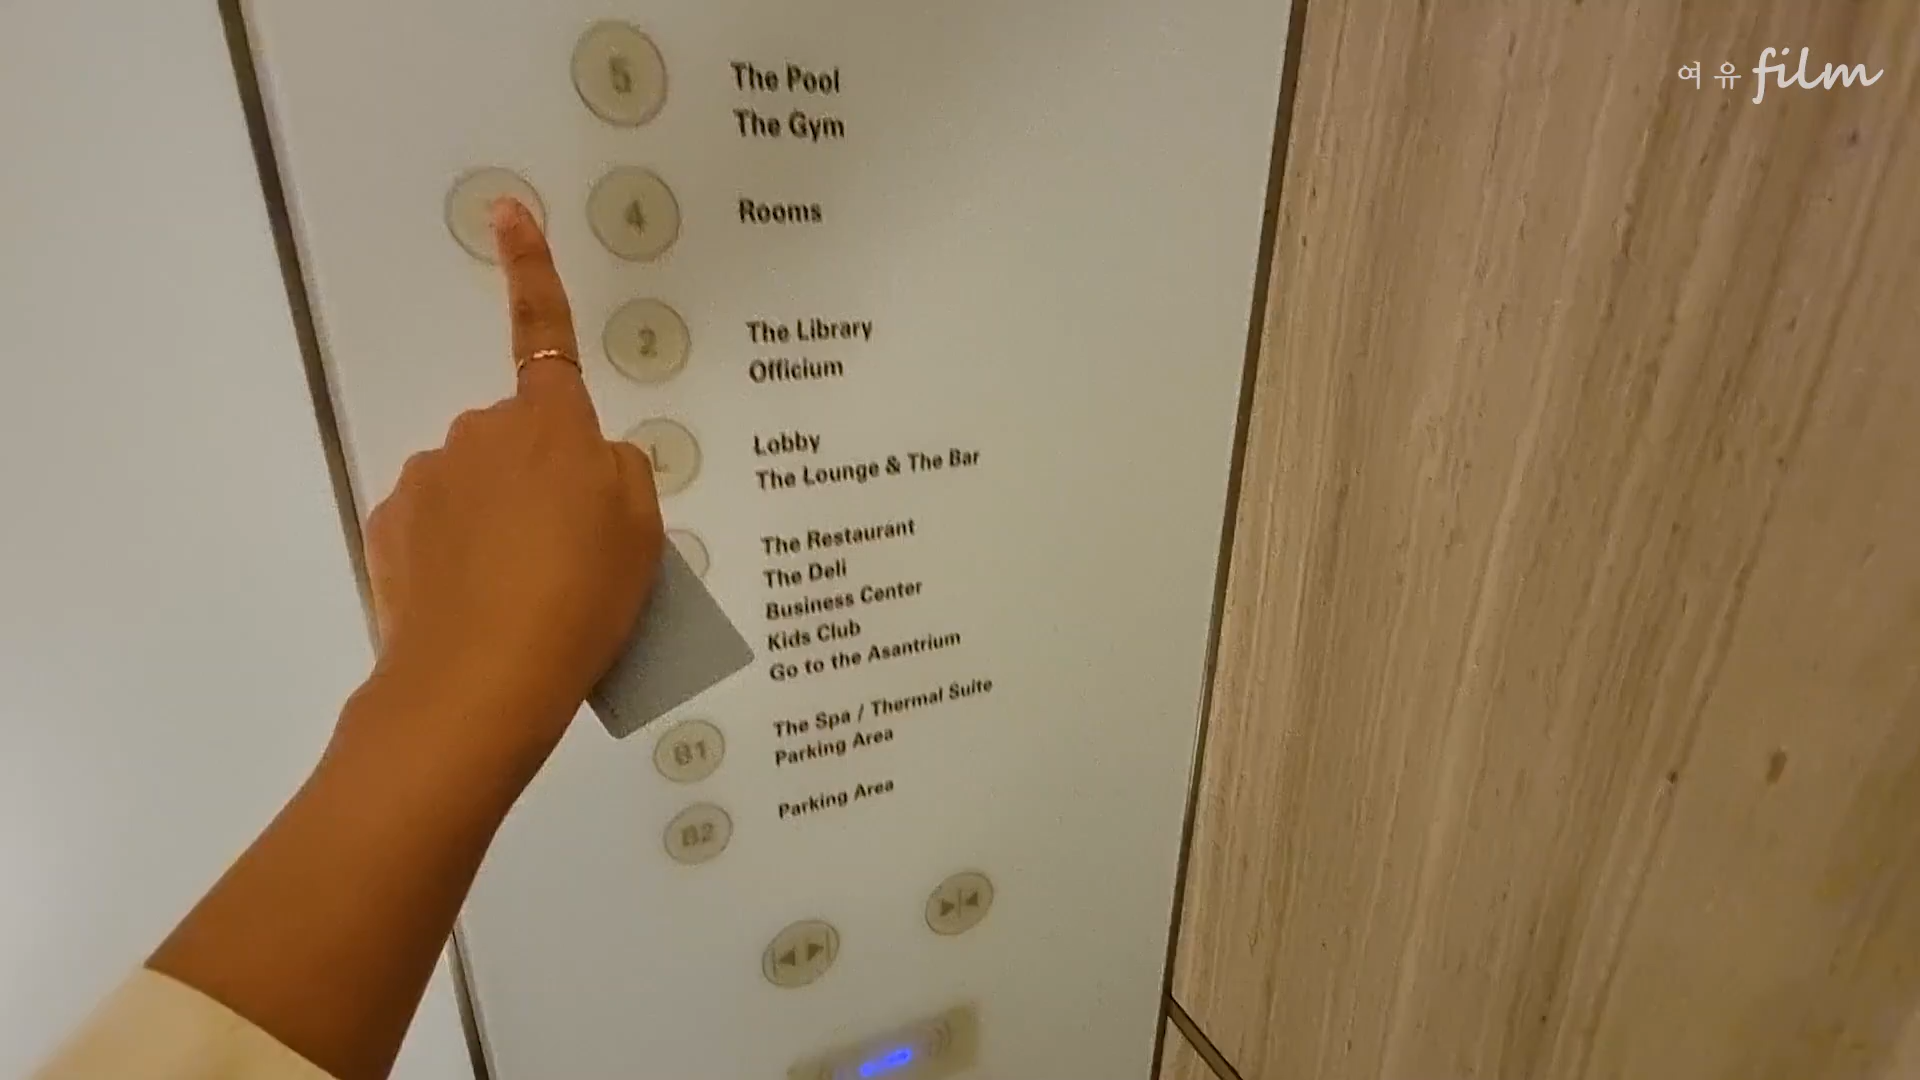 여유 film
5
The Pool
The Gym
4
Rooms
2
The Library
Officium
L
Lobby
The Lounge & The Bar
The Restaurant
The Deli
Business Center
Kids Club
Go to the Asantrium
B1
The Spa / Thermal Suite
Parking Area
B2
Parking Area